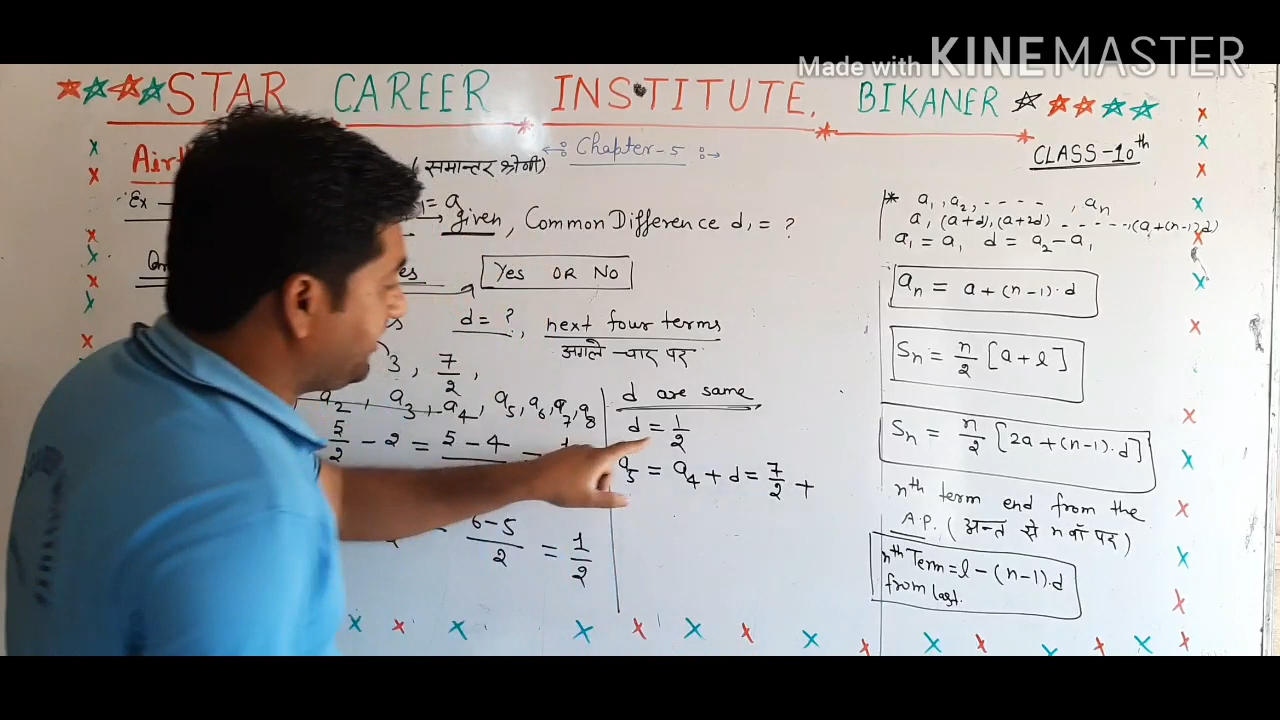 Made with KINEMASTER
STAR CAREER INSTITUTE, BIKANER
Chapter-5
CLASS-10th
(समान्तर श्रेणी)
Ex -
= a
given, Common Difference d, = ?
Yes OR No
d = ?, next four terms
अगले चार पद
3, 7/2,
a2, a3, a4, a5, a6, a7, a8
5/2 - 2 = 5-4
6-5/2 = 1/2
d are same
d = 1/2
a5 = a4 + d = 7/2 +
* a1, a2, ----, an
a, (a+d), (a+2d) -----, (a+(n-1)d)
a1 = a, d = a2 - a1
an = a + (n-1)·d
Sn = n/2 [a + l]
Sn = n/2 [2a + (n-1)·d]
nth term end from the
A.P. (अन्त से n वाँ पद)
nth Term = l - (n-1)·d
from last.